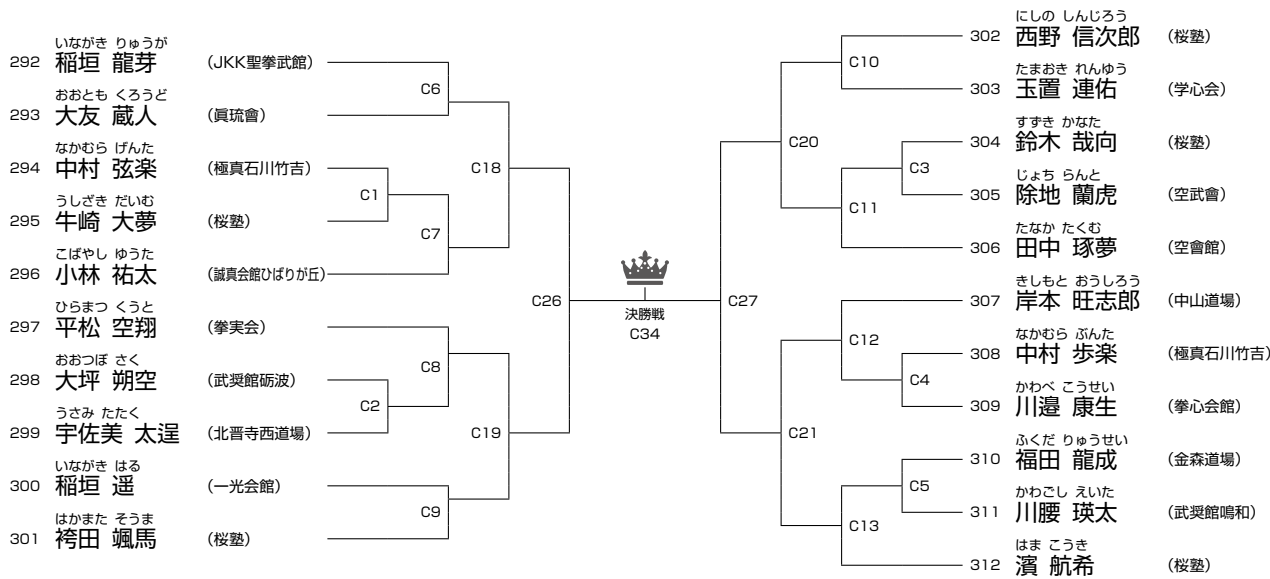 いながき りゅうが
292 稲垣 龍芽 (JKK聖拳武館)
おおとも くろうど
293 大友 蔵人 (眞琉會)
なかむら げんた
294 中村 弦楽 (極真石川竹吉)
うしざき だいむ
295 牛崎 大夢 (桜塾)
こばやし ゆうた
296 小林 祐太 (誠真会館ひばりが丘)
ひらまつ くうと
297 平松 空翔 (拳実会)
おおつぼ さく
298 大坪 朔空 (武奨館砺波)
うさみ たたく
299 宇佐美 太逞 (北晋寺西道場)
いながき はる
300 稲垣 遥 (一光会館)
はかまた そうま
301 袴田 颯馬 (桜塾)
C6
C1
C7
C18
C8
C2
C19
C9
C26
決勝戦
C34
C27
C20
C10
C3
C11
C12
C4
C21
C5
C13
にしの しんじろう
302 西野 信次郎 (桜塾)
たまおき れんゆう
303 玉置 連佑 (学心会)
すずき かなた
304 鈴木 哉向 (桜塾)
じょち らんと
305 除地 蘭虎 (空武會)
たなか たくむ
306 田中 琢夢 (空會館)
きしもと おうしろう
307 岸本 旺志郎 (中山道場)
なかむら ぶんた
308 中村 歩楽 (極真石川竹吉)
かわべ こうせい
309 川邉 康生 (拳心会館)
ふくだ りゅうせい
310 福田 龍成 (金森道場)
かわごし えいた
311 川腰 瑛太 (武奨館鳴和)
はま こうき
312 濱 航希 (桜塾)